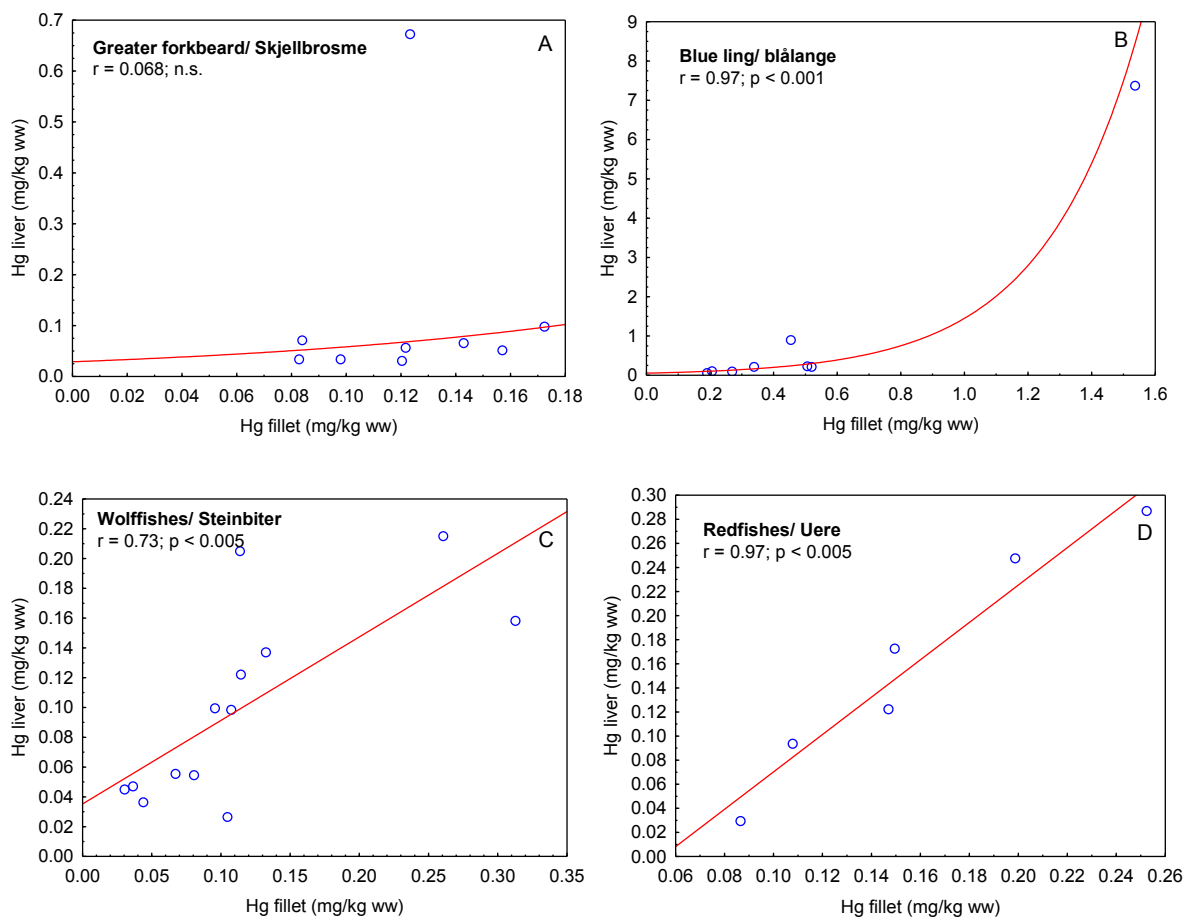 Greater forkbeard/ Skjellbrosme
A
r = 0.068; n.s.
0.7
0.6
0.5
0.4
0.3
0.2
0.1
0.0
Hg liver (mg/kg ww)
0.00 0.02 0.04 0.06 0.08 0.10 0.12 0.14 0.16 0.18
Hg fillet (mg/kg ww)
Blue ling/ blålange
B
r = 0.97; p < 0.001
9
8
7
6
5
4
3
2
1
0
Hg liver (mg/kg ww)
0.0 0.2 0.4 0.6 0.8 1.0 1.2 1.4 1.6
Hg fillet (mg/kg ww)
Wolffishes/ Steinbiter
C
r = 0.73; p < 0.005
0.24
0.22
0.20
0.18
0.16
0.14
0.12
0.10
0.08
0.06
0.04
0.02
0.00
Hg liver (mg/kg ww)
0.00 0.05 0.10 0.15 0.20 0.25 0.30 0.35
Hg fillet (mg/kg ww)
Redfishes/ Uere
D
r = 0.97; p < 0.005
0.30
0.28
0.26
0.24
0.22
0.20
0.18
0.16
0.14
0.12
0.10
0.08
0.06
0.04
0.02
0.00
Hg liver (mg/kg ww)
0.06 0.08 0.10 0.12 0.14 0.16 0.18 0.20 0.22 0.24 0.26
Hg fillet (mg/kg ww)